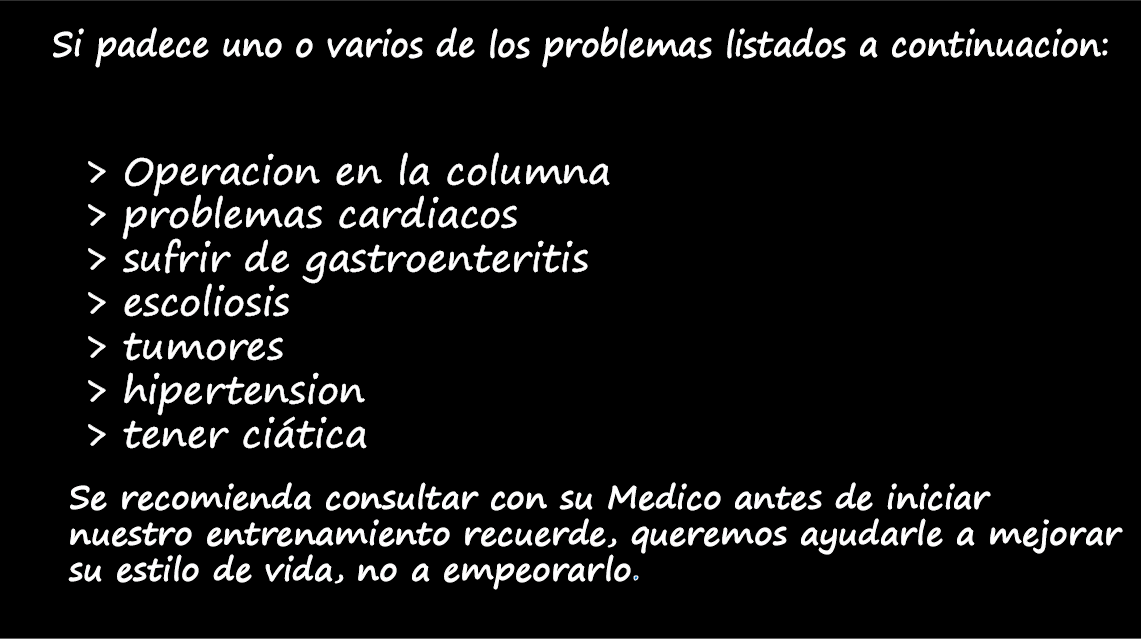 Si padece uno o varios de los problemas listados a continuacion:
> Operacion en la columna
> problemas cardiacos
> sufrir de gastroenteritis
> escoliosis
> tumores
> hipertension
> tener ciática
Se recomienda consultar con su Medico antes de iniciar
nuestro entrenamiento recuerde, queremos ayudarle a mejorar
su estilo de vida, no a empeorarlo.